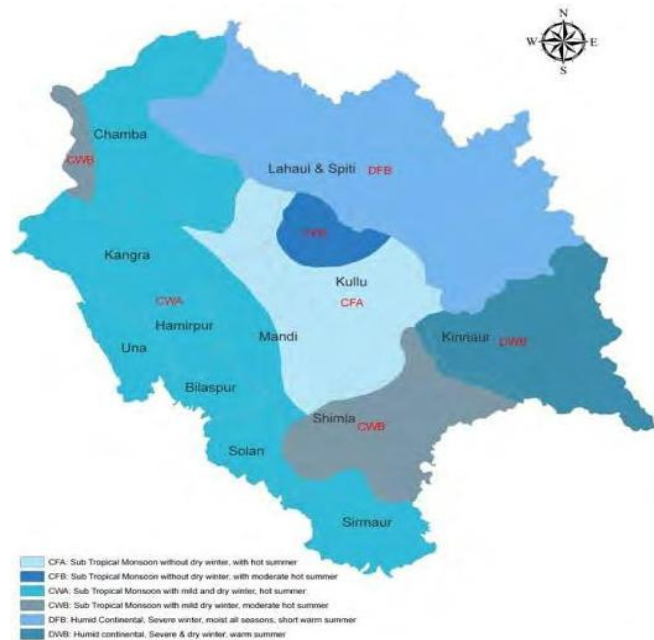 N
W E
S
Chamba
CWB
Lahaul & Spiti DFB
Kangra
Kullu
CWA
CFA
Hamirpur
Mandi
Kinnaur
DWB
Una
Bilaspur
Shimla
CWB
Solan
Sirmaur
CFA: Sub Tropical Monsoon without dry winter, with hot summer
CFB: Sub Tropical Monsoon without dry winter, with moderate hot summer
CWA: Sub Tropical Monsoon with mild and dry winter, hot summer
CWB: Sub Tropical Monsoon with mild dry winter, moderate hot summer
DFB: Humid Continental, Severe winter, moist all seasons, short warm summer
DWB: Humid continental, Severe & dry winter, warm summer